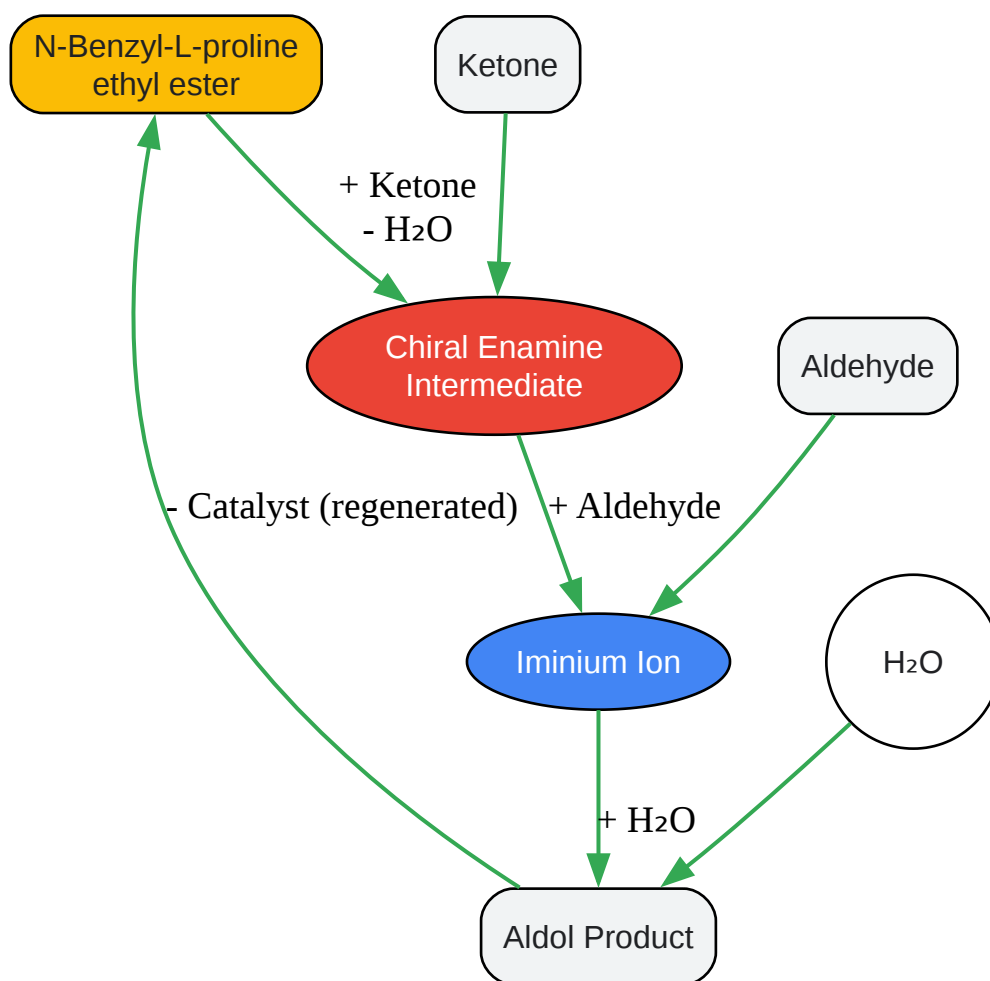 N-Benzyl-L-proline
ethyl ester
Ketone
+ Ketone
- H₂O
Chiral Enamine
Intermediate
Aldehyde
- Catalyst (regenerated)
+ Aldehyde
Iminium Ion
H₂O
+ H₂O
Aldol Product